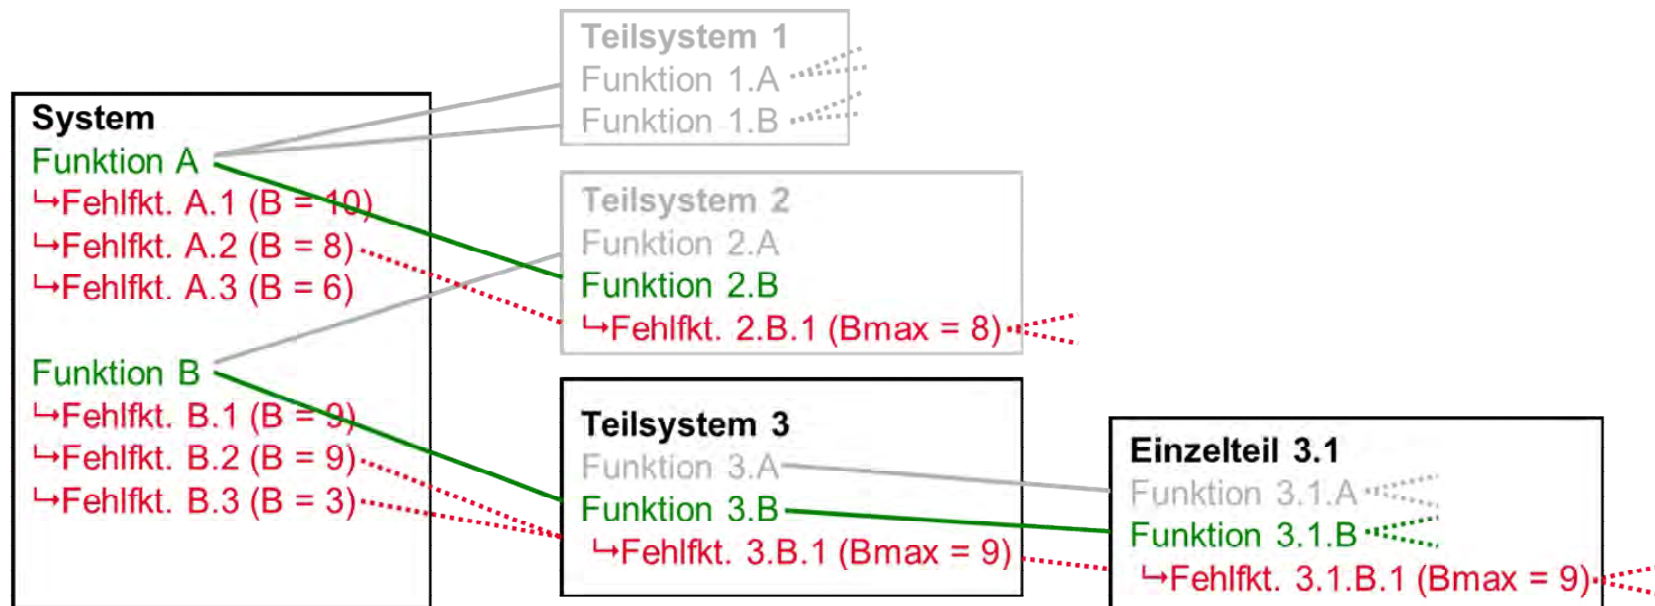 System
Funktion A
↳Fehlfkt. A.1 (B = 10)
↳Fehlfkt. A.2 (B = 8)
↳Fehlfkt. A.3 (B = 6)
Funktion B
↳Fehlfkt. B.1 (B = 9)
↳Fehlfkt. B.2 (B = 9)
↳Fehlfkt. B.3 (B = 3)
Teilsystem 1
Funktion 1.A
Funktion 1.B
Teilsystem 2
Funktion 2.A
Funktion 2.B
↳Fehlfkt. 2.B.1 (Bmax = 8)
Teilsystem 3
Funktion 3.A
Funktion 3.B
↳Fehlfkt. 3.B.1 (Bmax = 9)
Einzelteil 3.1
Funktion 3.1.A
Funktion 3.1.B
↳Fehlfkt. 3.1.B.1 (Bmax = 9)